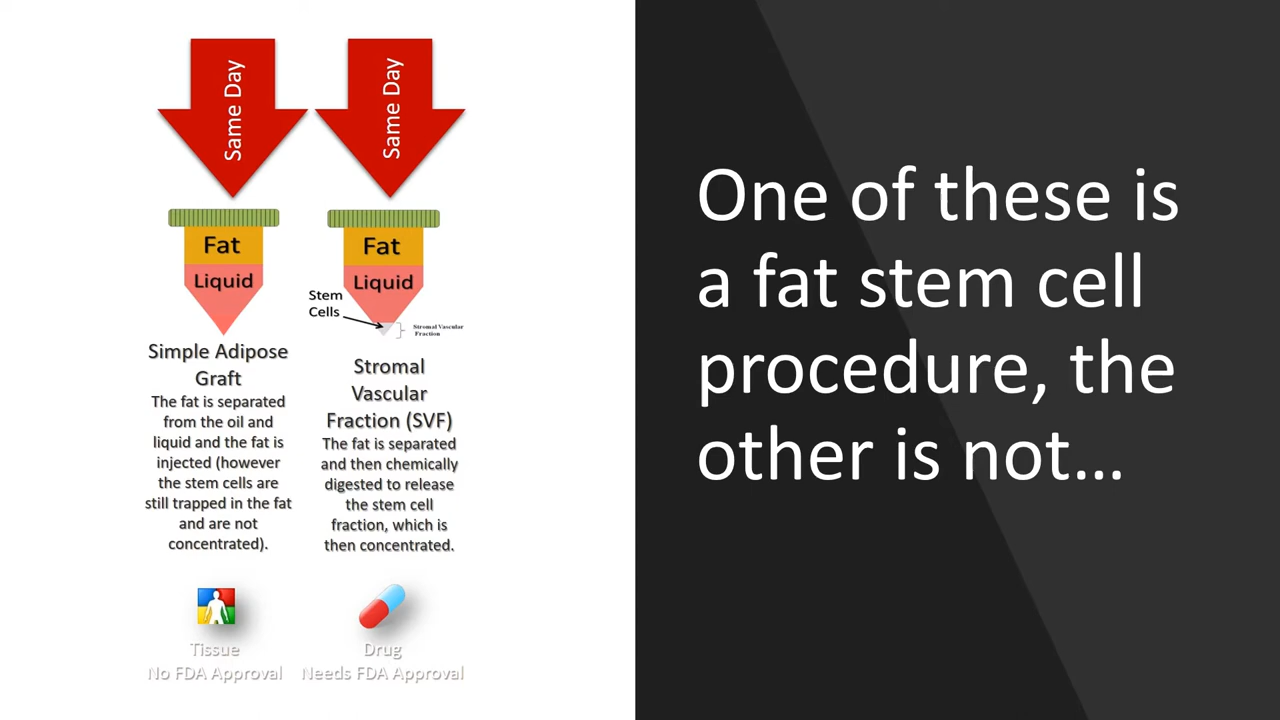 Same Day
Same Day
Fat
Liquid
Simple Adipose
Graft
The fat is separated
from the oil and
liquid and the fat is
injected (however
the stem cells are
still trapped in the fat
and are not
concentrated).
Tissue
No FDA Approval
Fat
Liquid
Stem
Cells
Stromal Vascular
Fraction
Stromal
Vascular
Fraction (SVF)
The fat is separated
and then chemically
digested to release
the stem cell
fraction, which is
then concentrated.
Drug
Needs FDA Approval
One of these is
a fat stem cell
procedure, the
other is not...